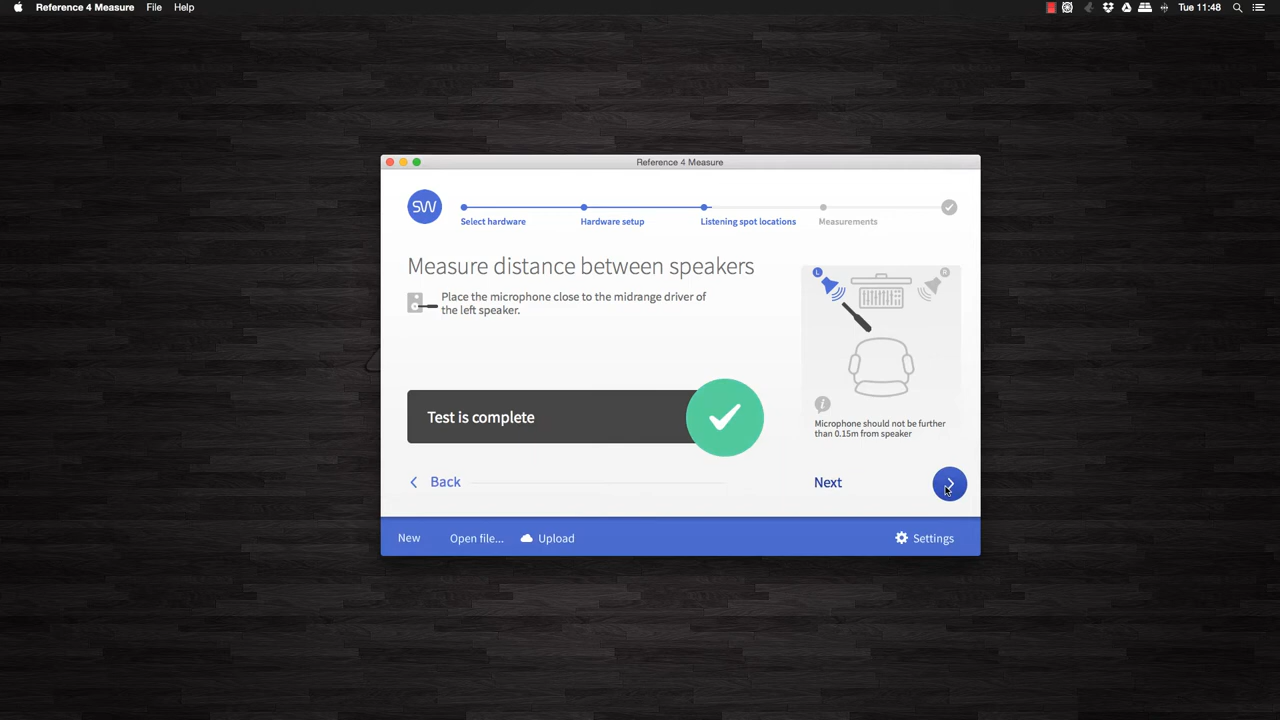 Reference 4 Measure File Help Tue 11:48
Reference 4 Measure
SW
Select hardware Hardware setup Listening spot locations Measurements
Measure distance between speakers
Place the microphone close to the midrange driver of
the left speaker.
L R
i
Microphone should not be further
than 0.15m from speaker
Test is complete
Back Next
New Open file... Upload Settings